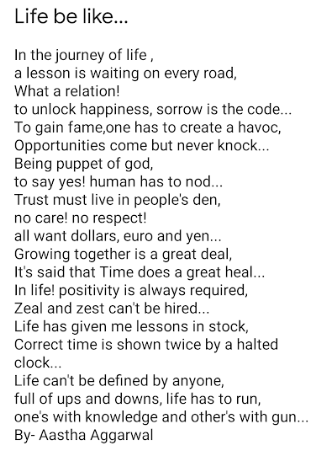 Life be like...
In the journey of life ,
a lesson is waiting on every road,
What a relation!
to unlock happiness, sorrow is the code...
To gain fame,one has to create a havoc,
Opportunities come but never knock...
Being puppet of god,
to say yes! human has to nod...
Trust must live in people's den,
no care! no respect!
all want dollars, euro and yen...
Growing together is a great deal,
It's said that Time does a great heal...
In life! positivity is always required,
Zeal and zest can't be hired...
Life has given me lessons in stock,
Correct time is shown twice by a halted
clock...
Life can't be defined by anyone,
full of ups and downs, life has to run,
one's with knowledge and other's with gun...
By- Aastha Aggarwal